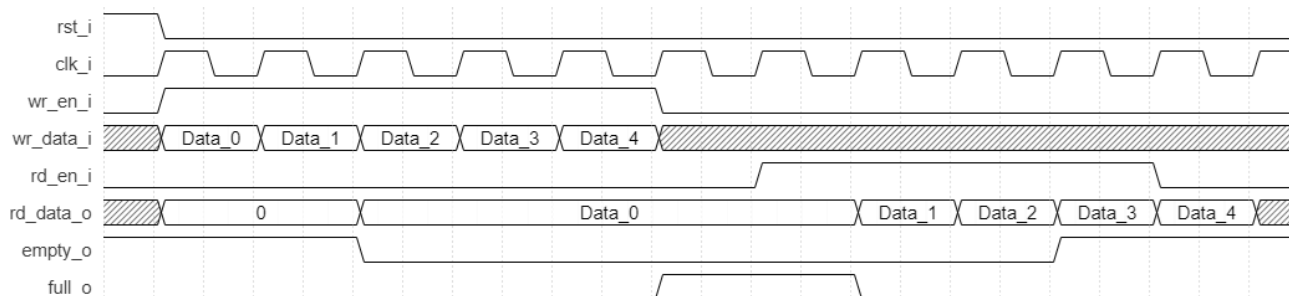 rst_i
clk_i
wr_en_i
wr_data_i Data_0 Data_1 Data_2 Data_3 Data_4
rd_en_i
rd_data_o 0 Data_0 Data_1 Data_2 Data_3 Data_4
empty_o
full_o